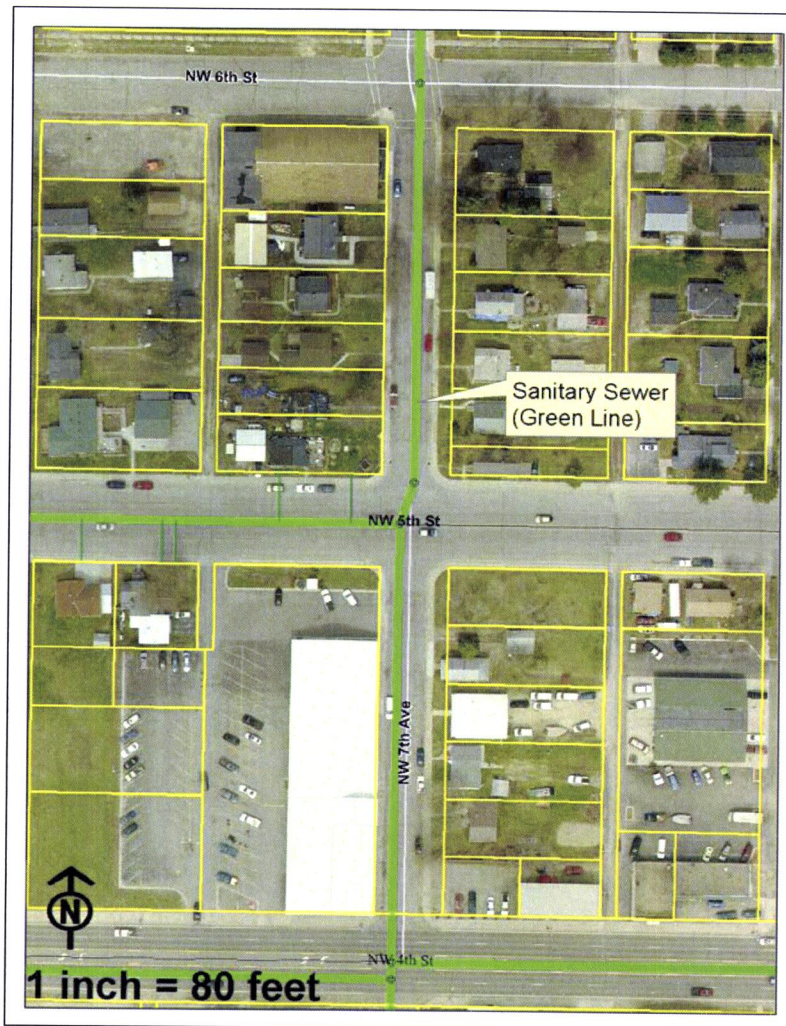 NW 6th St
Sanitary Sewer
(Green Line)
NW 5th St
NW 7th Ave
N
NW 4th St
1 inch = 80 feet